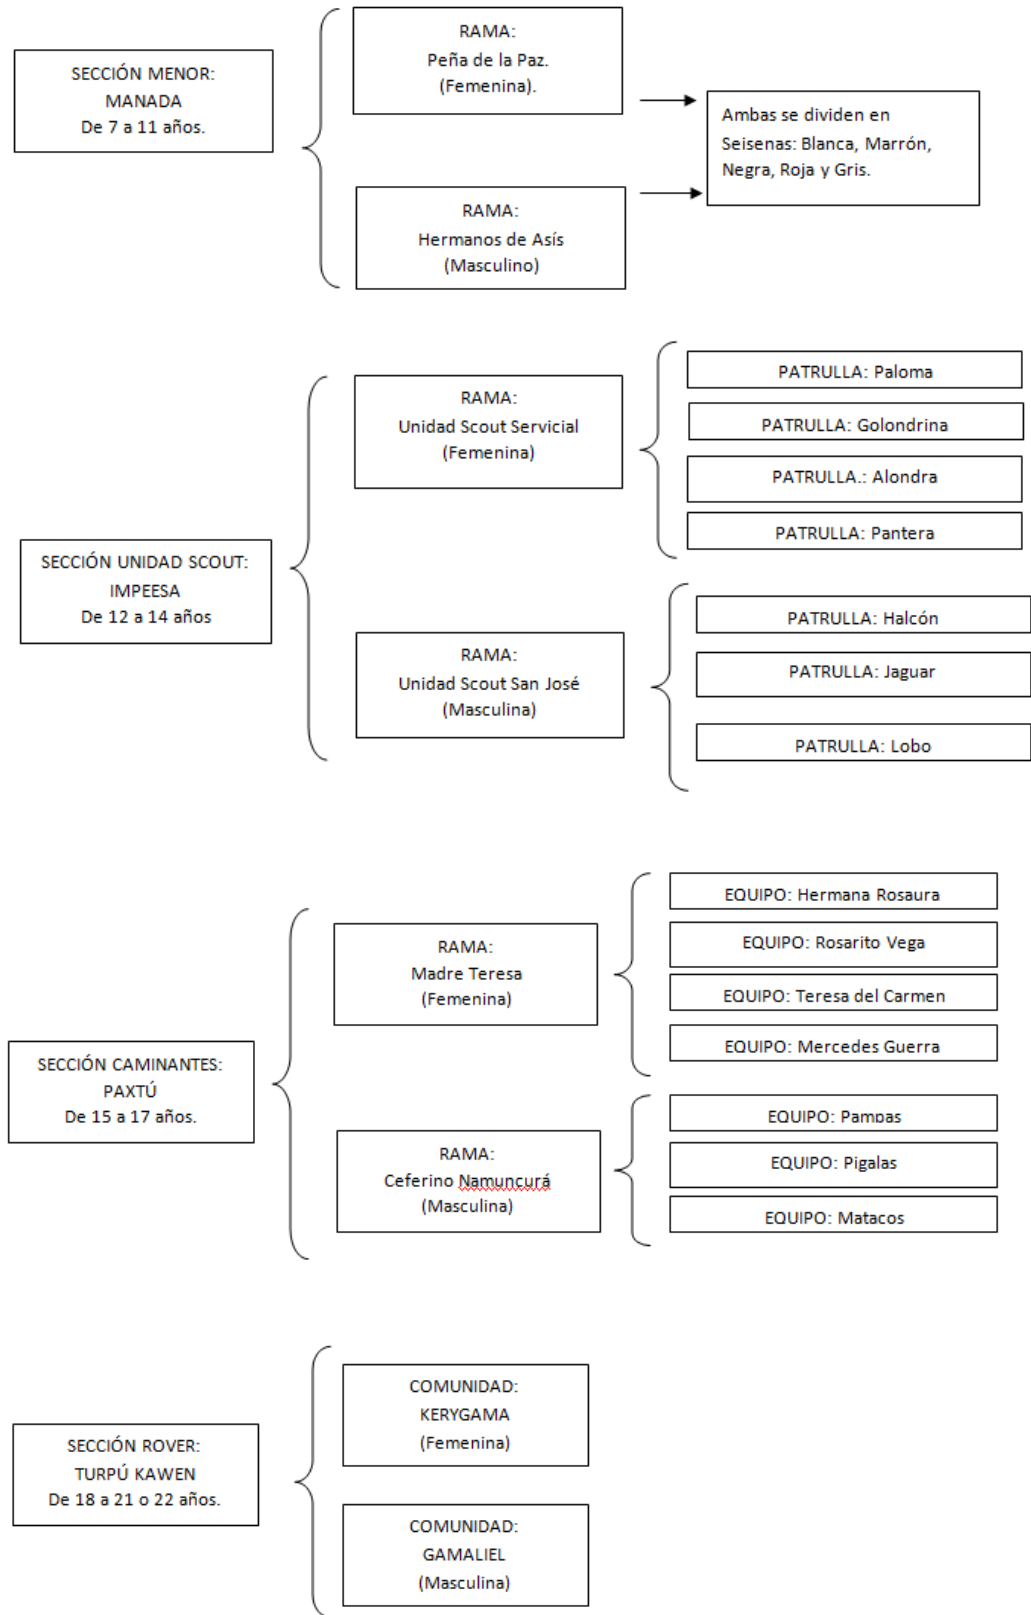 SECCIÓN MENOR:
MANADA
De 7 a 11 años.
RAMA:
Peña de la Paz.
(Femenina).
RAMA:
Hermanos de Asís
(Masculino)
Ambas se dividen en
Seisenas: Blanca, Marrón,
Negra, Roja y Gris.
SECCIÓN UNIDAD SCOUT:
IMPEESA
De 12 a 14 años
RAMA:
Unidad Scout Servicial
(Femenina)
PATRULLA: Paloma
PATRULLA: Golondrina
PATRULLA.: Alondra
PATRULLA: Pantera
RAMA:
Unidad Scout San José
(Masculina)
PATRULLA: Halcón
PATRULLA: Jaguar
PATRULLA: Lobo
SECCIÓN CAMINANTES:
PAXTÚ
De 15 a 17 años.
RAMA:
Madre Teresa
(Femenina)
EQUIPO: Hermana Rosaura
EQUIPO: Rosarito Vega
EQUIPO: Teresa del Carmen
EQUIPO: Mercedes Guerra
RAMA:
Ceferino Namuncurá
(Masculina)
EQUIPO: Pampas
EQUIPO: Pigalas
EQUIPO: Matacos
SECCIÓN ROVER:
TURPÚ KAWEN
De 18 a 21 o 22 años.
COMUNIDAD:
KERYGAMA
(Femenina)
COMUNIDAD:
GAMALIEL
(Masculina)